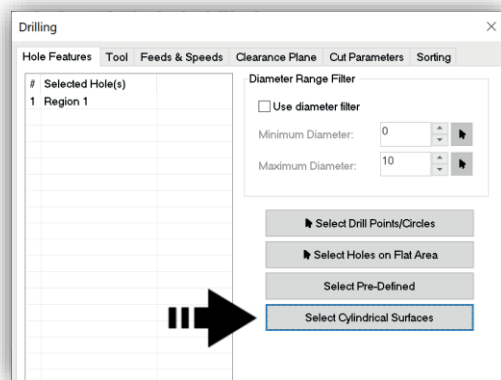 Drilling
Hole Features Tool Feeds & Speeds Clearance Plane Cut Parameters Sorting
# Selected Hole(s)
1 Region 1
Diameter Range Filter
Use diameter filter
Minimum Diameter: 0
Maximum Diameter: 10
Select Drill Points/Circles
Select Holes on Flat Area
Select Pre-Defined
Select Cylindrical Surfaces